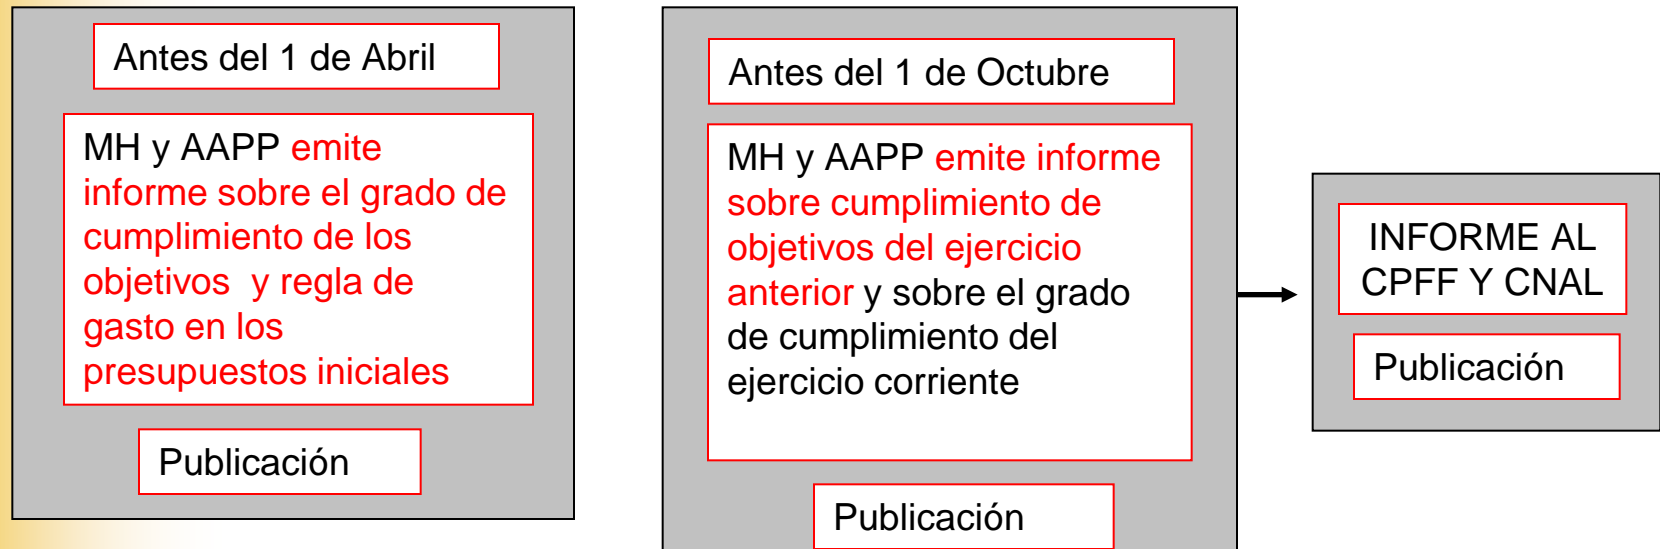 Antes del 1 de Abril
MH y AAPP emite
informe sobre el grado de
cumplimiento de los
objetivos  y regla de
gasto en los
presupuestos iniciales
Publicación
Antes del 1 de Octubre
MH y AAPP emite informe
sobre cumplimiento de
objetivos del ejercicio
anterior y sobre el grado
de cumplimiento del
ejercicio corriente
Publicación
INFORME AL
CPFF Y CNAL
Publicación